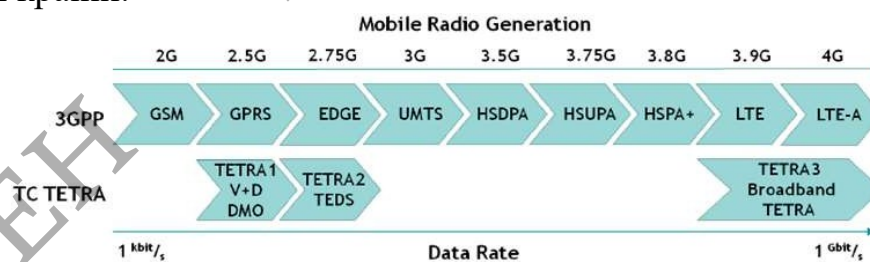 Mobile Radio Generation
2G 2.5G 2.75G 3G 3.5G 3.75G 3.8G 3.9G 4G
3GPP GSM GPRS EDGE UMTS HSDPA HSUPA HSPA+ LTE LTE-A
TC TETRA
TETRA1
V+D
DMO
TETRA2
TEDS
TETRA3
Broadband
TETRA
1 kbit/s Data Rate 1 Gbit/s